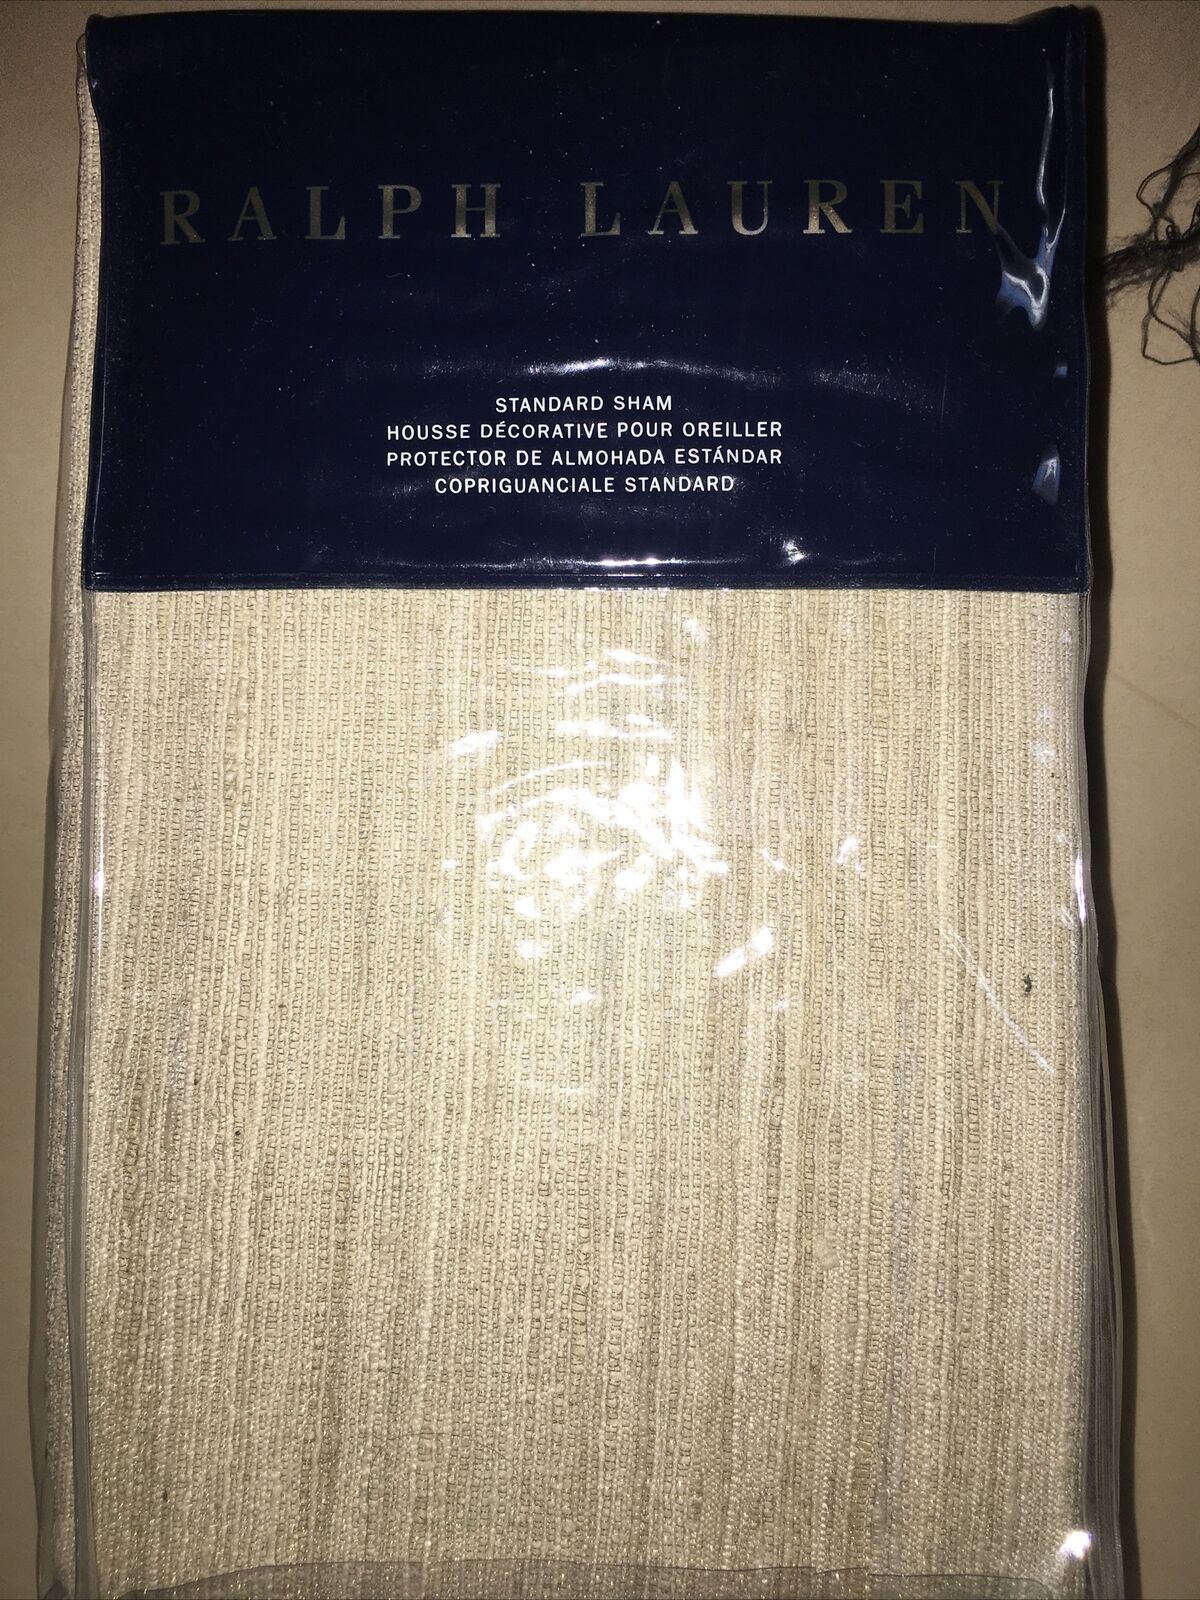 RALPH LAUREN
STANDARD SHAM
HOUSSE DÉCORATIVE POUR OREILLER
PROTECTOR DE ALMOHADA ESTÁNDAR
COPRIGUANCIALE STANDARD